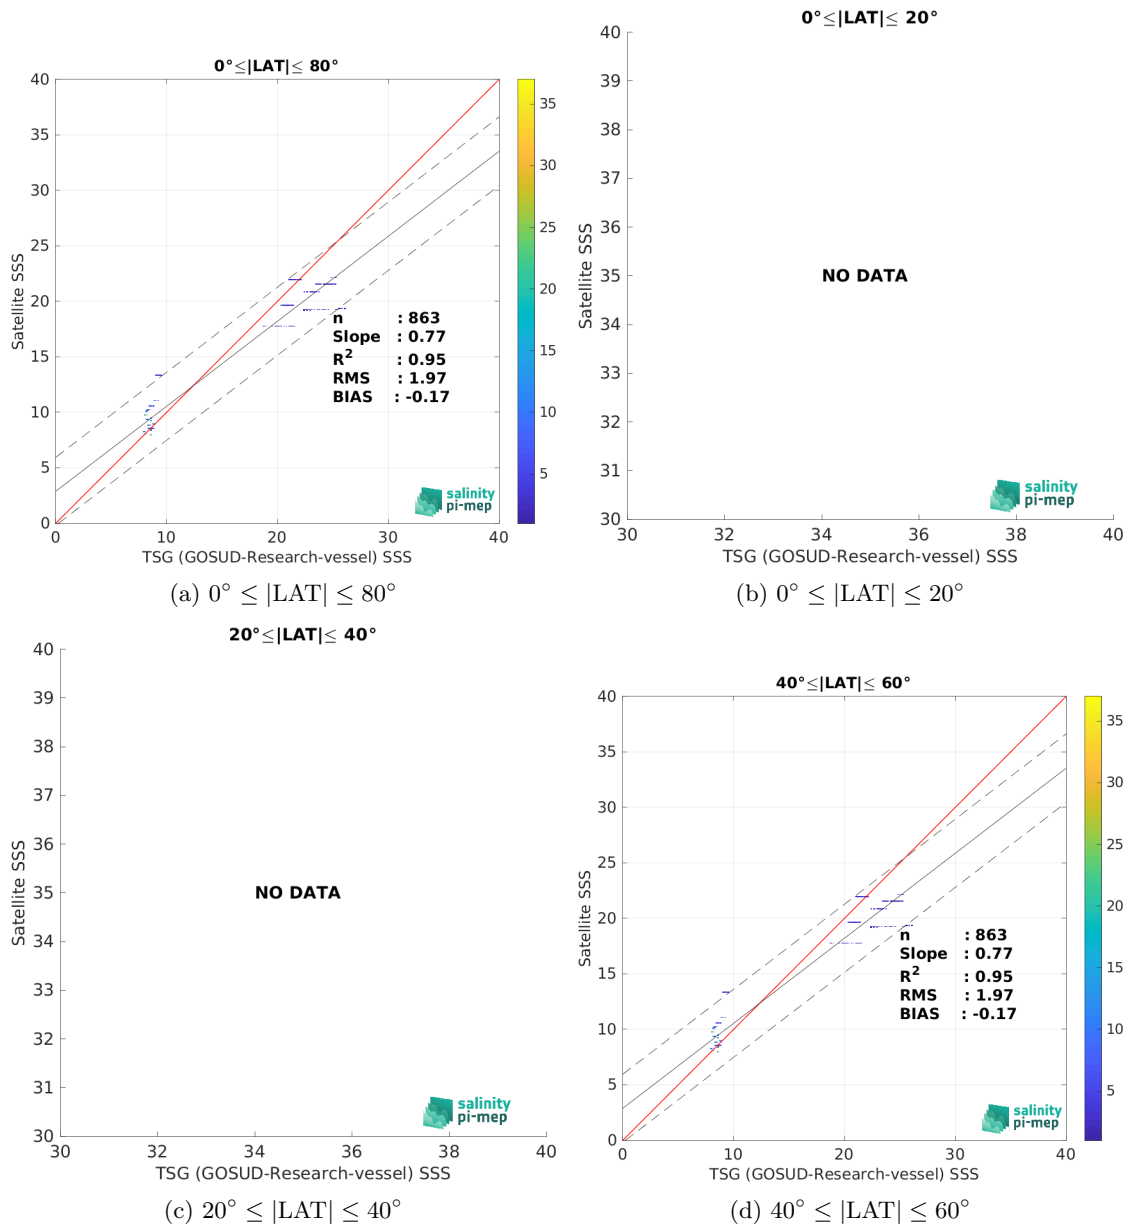 0°≤|LAT|≤ 80°
40
35
30
25
20
15
10
5
0
Satellite SSS
n : 863
Slope : 0.77
R² : 0.95
RMS : 1.97
BIAS : -0.17
salinity
pi-mep
0 10 20 30 40
TSG (GOSUD-Research-vessel) SSS
35
30
25
20
15
10
5
(a) 0° ≤ |LAT| ≤ 80°
0°≤|LAT|≤ 20°
40
39
38
37
36
35
34
33
32
31
30
Satellite SSS
NO DATA
salinity
pi-mep
30 32 34 36 38 40
TSG (GOSUD-Research-vessel) SSS
(b) 0° ≤ |LAT| ≤ 20°
20°≤|LAT|≤ 40°
40
39
38
37
36
35
34
33
32
31
30
Satellite SSS
NO DATA
salinity
pi-mep
30 32 34 36 38 40
TSG (GOSUD-Research-vessel) SSS
(c) 20° ≤ |LAT| ≤ 40°
40°≤|LAT|≤ 60°
40
35
30
25
20
15
10
5
0
Satellite SSS
n : 863
Slope : 0.77
R² : 0.95
RMS : 1.97
BIAS : -0.17
salinity
pi-mep
0 10 20 30 40
TSG (GOSUD-Research-vessel) SSS
35
30
25
20
15
10
5
(d) 40° ≤ |LAT| ≤ 60°